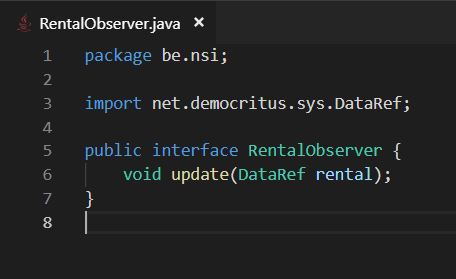 RentalObserver.java ×
1 package be.nsi;
2
3 import net.democritus.sys.DataRef;
4
5 public interface RentalObserver {
6     void update(DataRef rental);
7 }
8